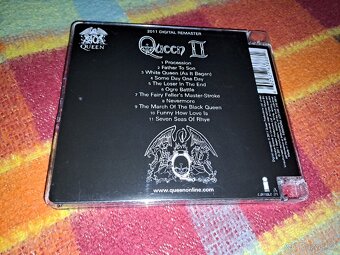 2011 DIGITAL REMASTER
QUEEN
Queen II
1 Procession
2 Father To Son
3 White Queen (As It Began)
4 Some Day One Day
5 The Loser In The End
6 Ogre Battle
7 The Fairy Feller's Master-Stroke
8 Nevermore
9 The March Of The Black Queen
10 Funny How Love Is
11 Seven Seas Of Rhye
www.queenonline.com